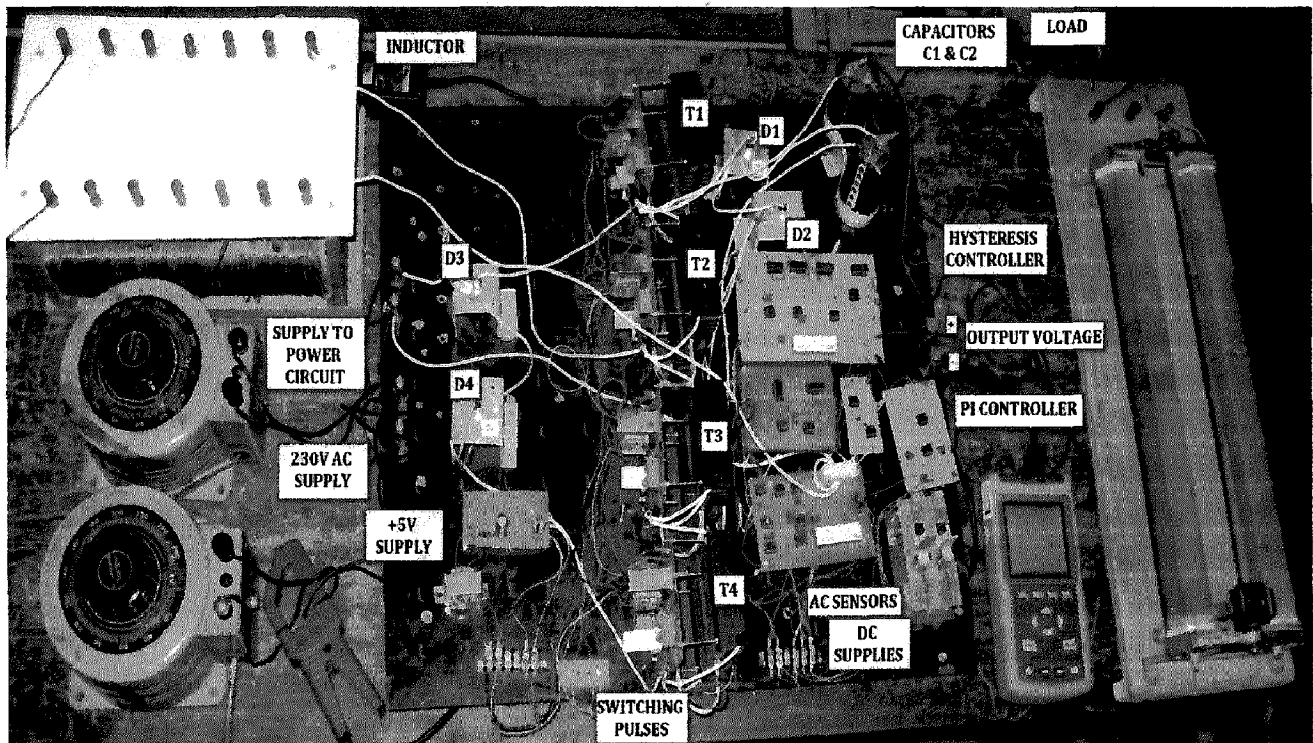 INDUCTOR
CAPACITORS
C1 & C2
LOAD
T1
D1
D2
D3
T2
HYSTERESIS
CONTROLLER
SUPPLY TO
POWER
CIRCUIT
+
OUTPUT VOLTAGE
-
D4
PI CONTROLLER
T3
230V AC
SUPPLY
+5V
SUPPLY
T4
AC SENSORS
DC
SUPPLIES
SWITCHING
PULSES